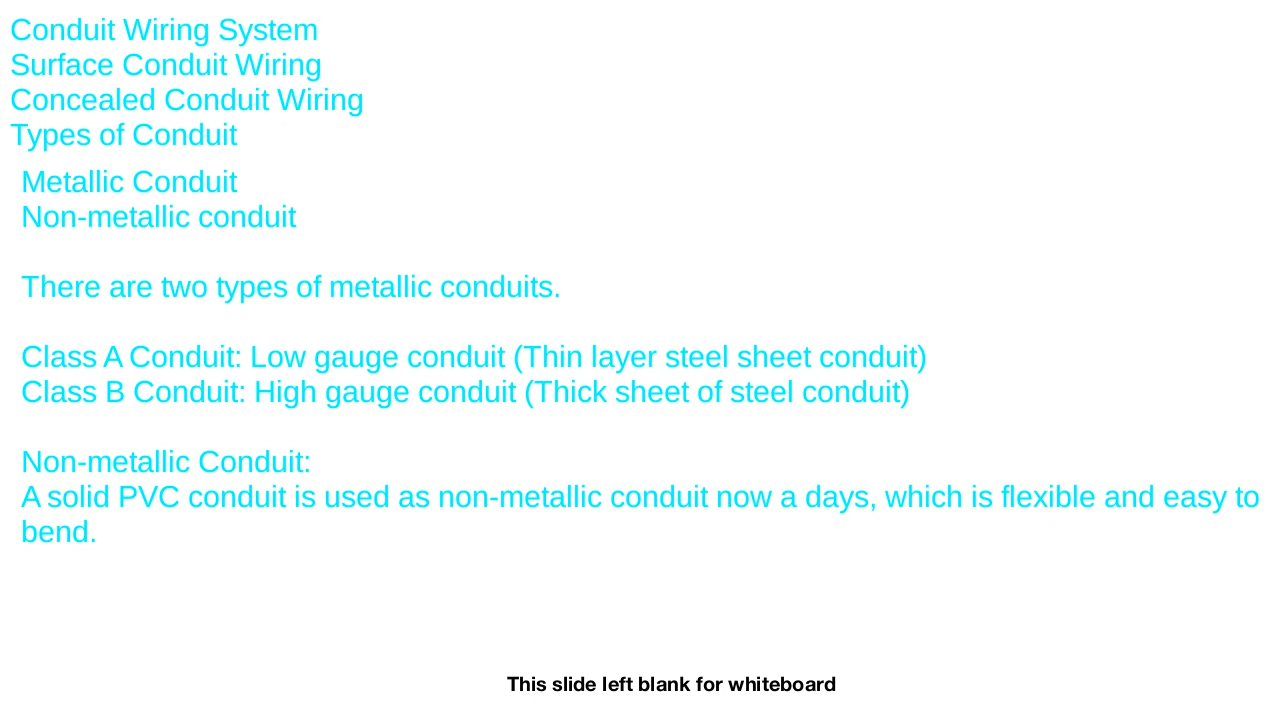 Conduit Wiring System
Surface Conduit Wiring
Concealed Conduit Wiring
Types of Conduit
Metallic Conduit
Non-metallic conduit
There are two types of metallic conduits.
Class A Conduit: Low gauge conduit (Thin layer steel sheet conduit)
Class B Conduit: High gauge conduit (Thick sheet of steel conduit)
Non-metallic Conduit:
A solid PVC conduit is used as non-metallic conduit now a days, which is flexible and easy to
bend.
This slide left blank for whiteboard